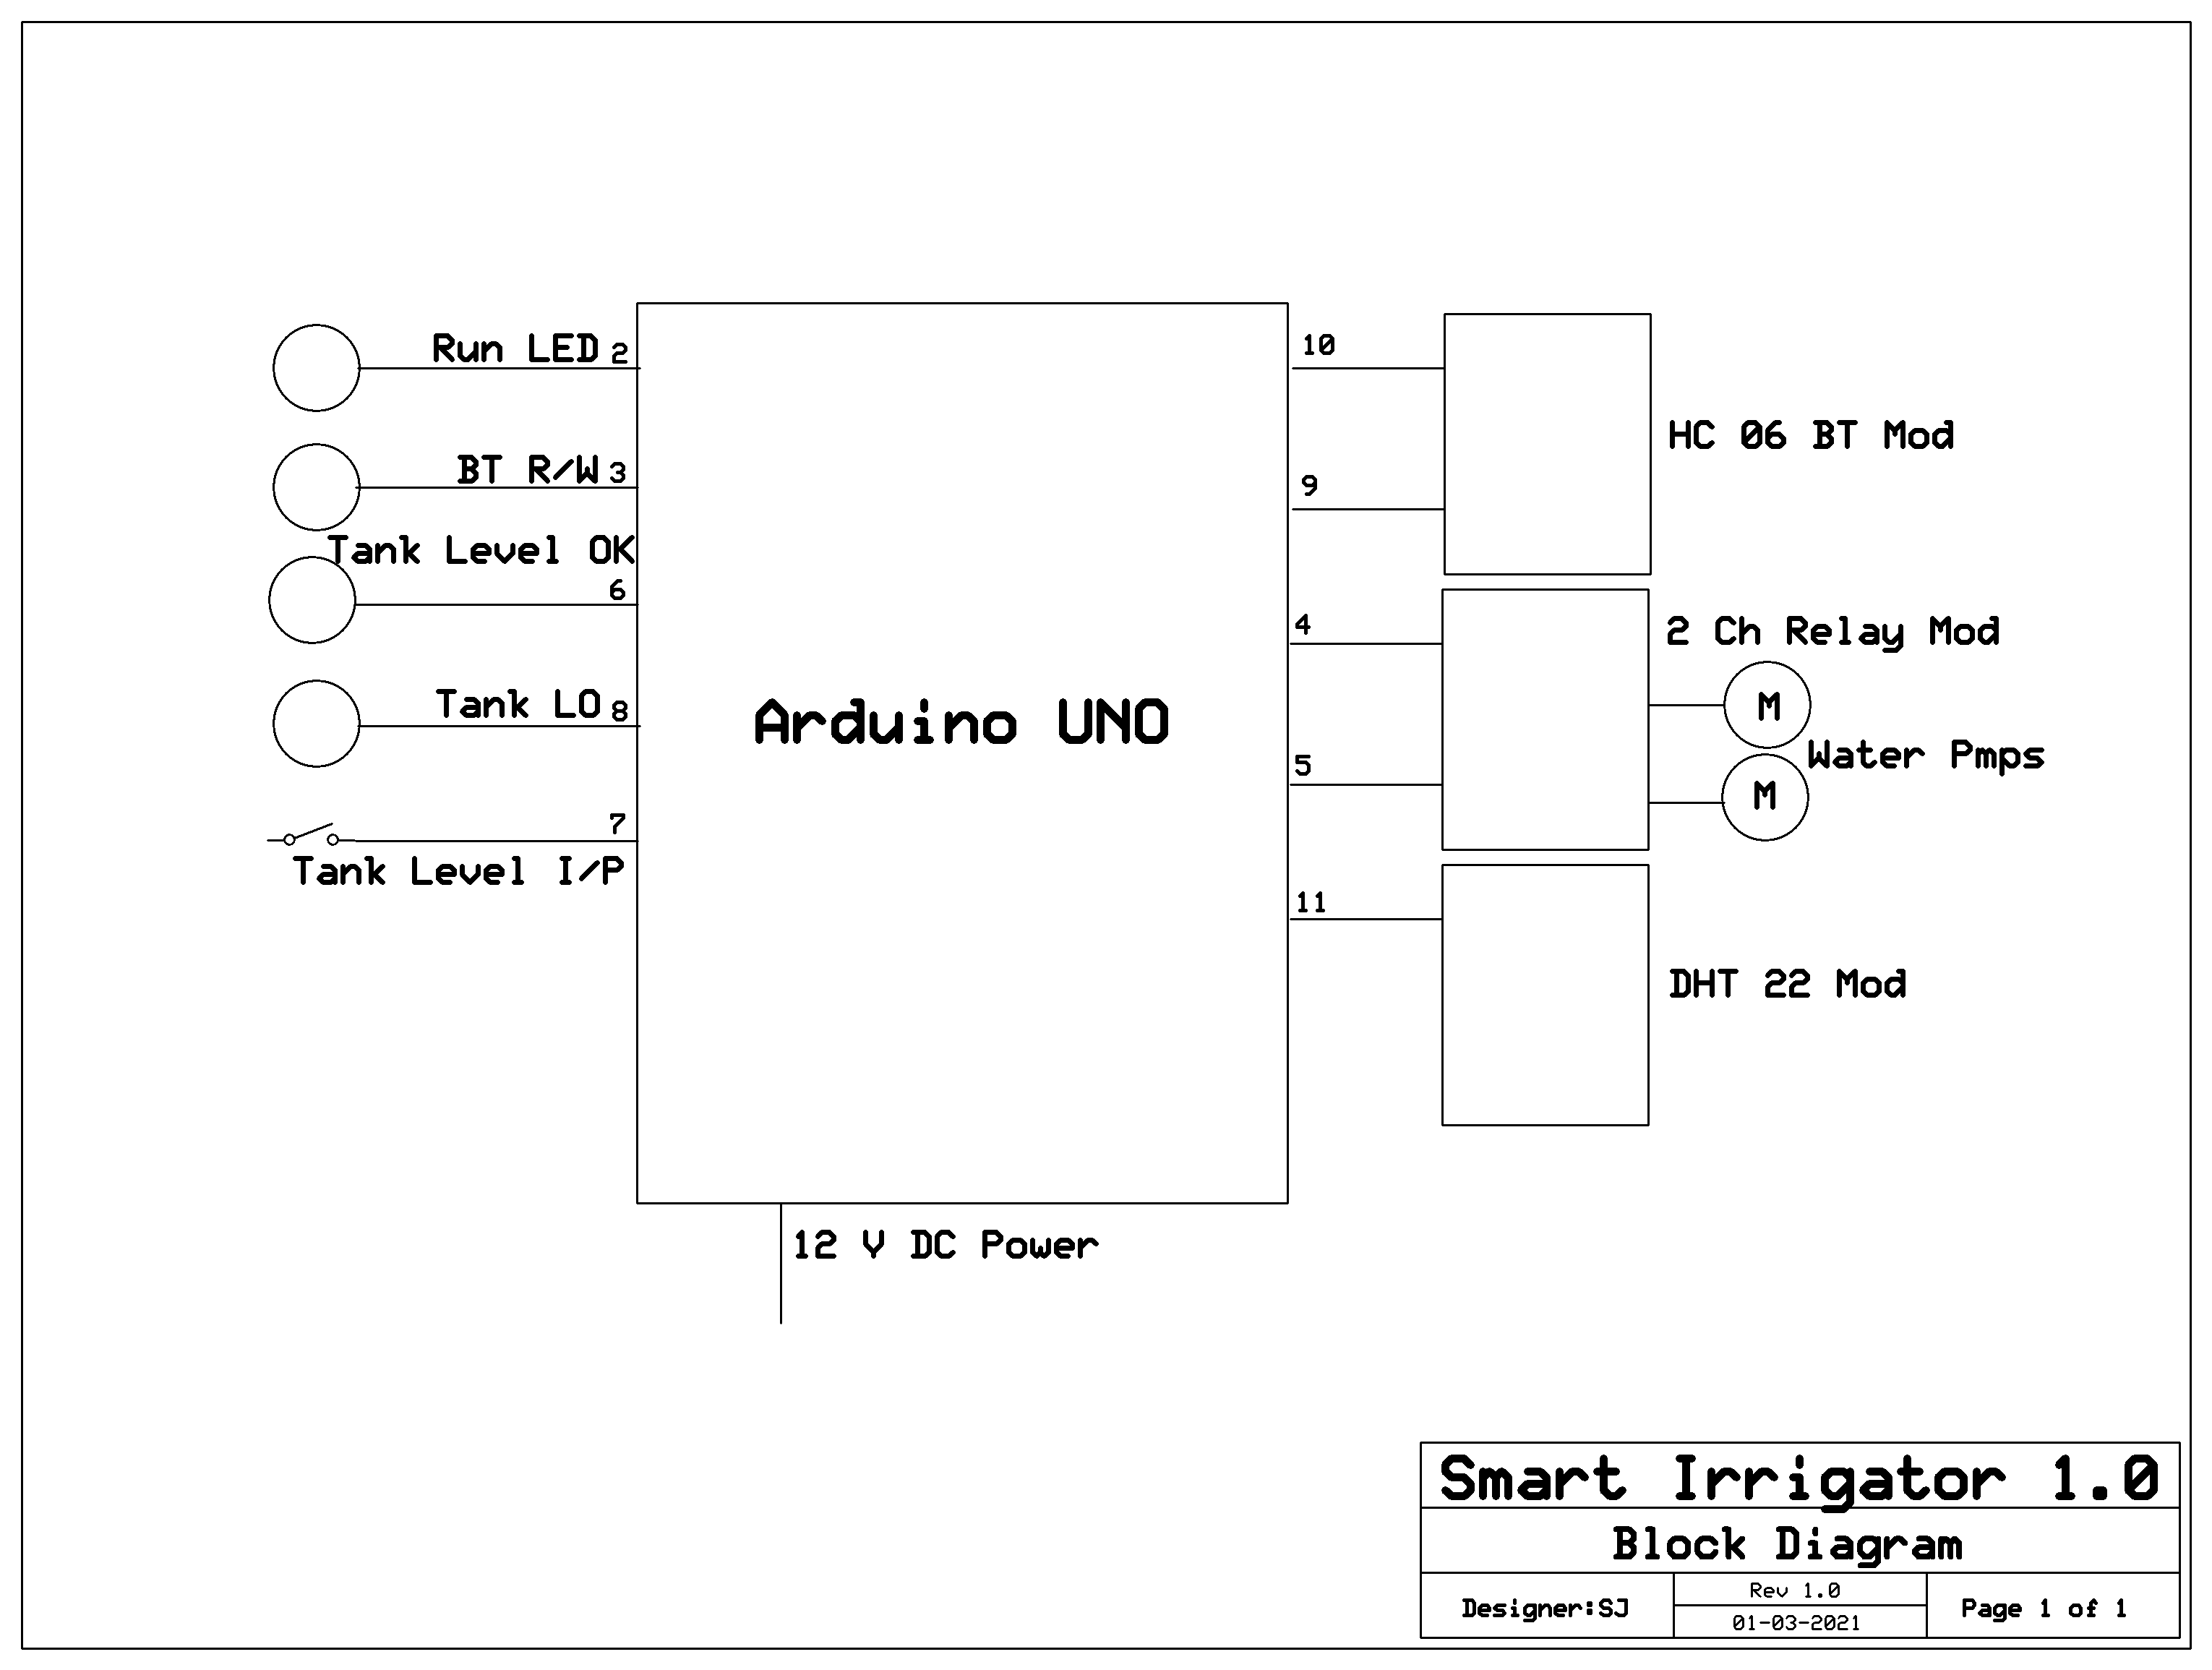 Run LED 2
BT R/W 3
Tank Level OK
6
Tank LO 8
7
Tank Level I/P
Arduino UNO
12 V DC Power
10
9
HC 06 BT Mod
4
5
2 Ch Relay Mod
M
Water Pmps
M
11
DHT 22 Mod
Smart Irrigator 1.0
Block Diagram
Designer:SJ
Rev 1.0
01-03-2021
Page 1 of 1